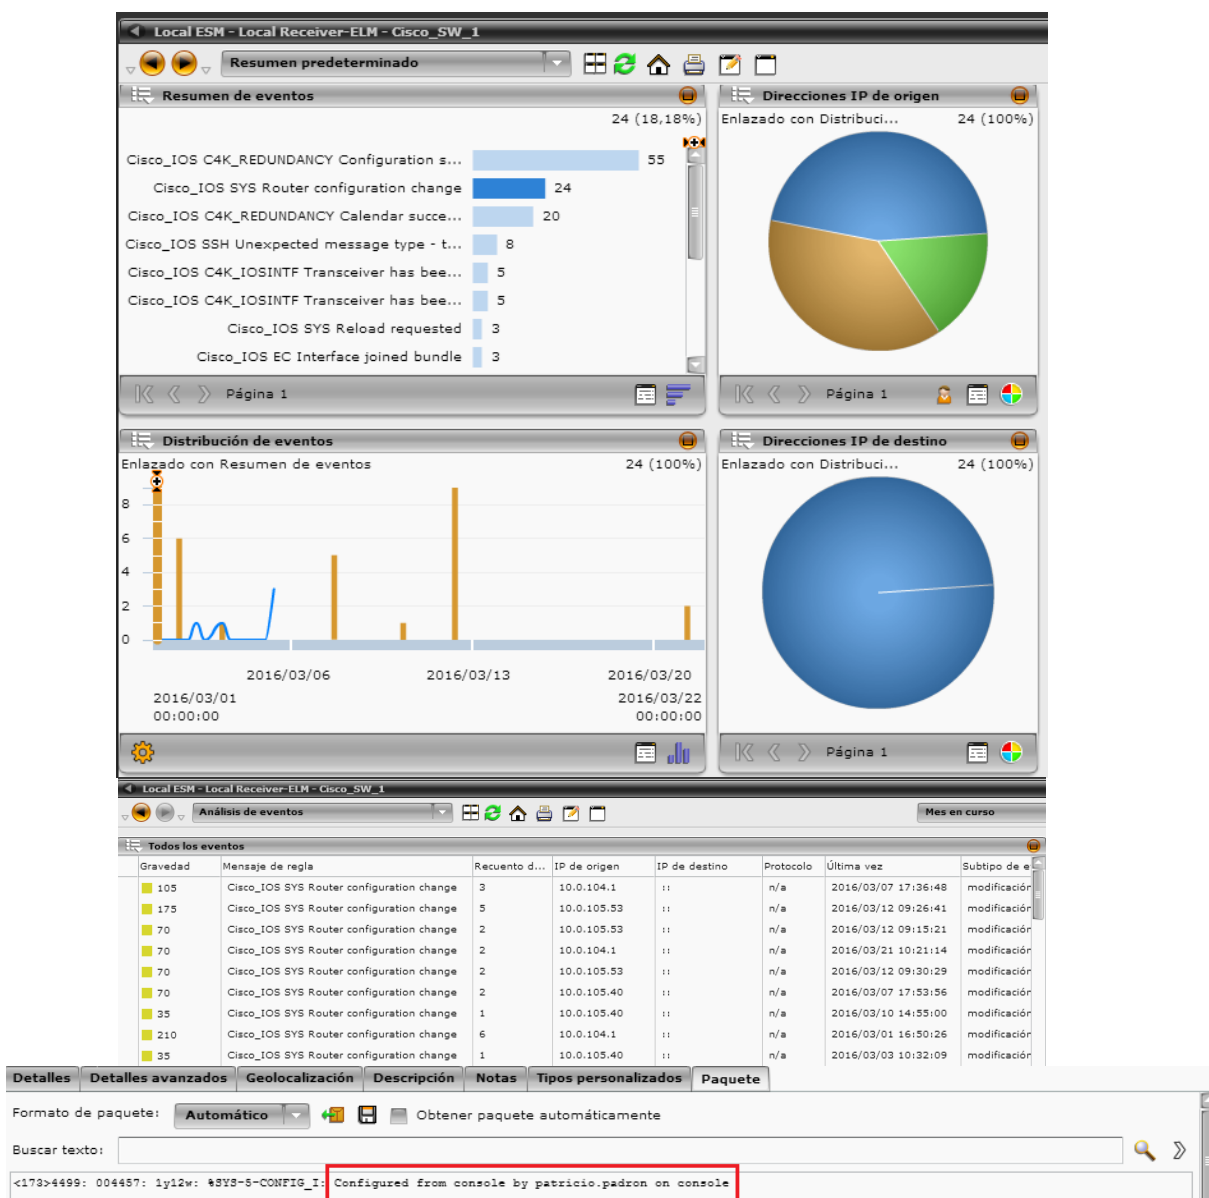 Local ESM - Local Receiver-ELM - Cisco_SW_1
Resumen predeterminado
Resumen de eventos
24 (18,18%)
Cisco_IOS C4K_REDUNDANCY Configuration s... 55
Cisco_IOS SYS Router configuration change 24
Cisco_IOS C4K_REDUNDANCY Calendar succe... 20
Cisco_IOS SSH Unexpected message type - t... 8
Cisco_IOS C4K_IOSINTF Transceiver has bee... 5
Cisco_IOS C4K_IOSINTF Transceiver has bee... 5
Cisco_IOS SYS Reload requested 3
Cisco_IOS EC Interface joined bundle 3
Página 1
Direcciones IP de origen
Enlazado con Distribuci... 24 (100%)
Página 1
Distribución de eventos
Enlazado con Resumen de eventos 24 (100%)
8
6
4
2
0
2016/03/06 2016/03/13 2016/03/20
2016/03/01 2016/03/22
00:00:00 00:00:00
Direcciones IP de destino
Enlazado con Distribuci... 24 (100%)
Página 1
Local ESM - Local Receiver-ELM - Cisco_SW_1
Análisis de eventos Mes en curso
Todos los eventos
Gravedad Mensaje de regla Recuento d... IP de origen IP de destino Protocolo Última vez Subtipo de e
105 Cisco_IOS SYS Router configuration change 3 10.0.104.1 :: n/a 2016/03/07 17:36:48 modificación
175 Cisco_IOS SYS Router configuration change 5 10.0.105.53 :: n/a 2016/03/12 09:26:41 modificación
70 Cisco_IOS SYS Router configuration change 2 10.0.105.53 :: n/a 2016/03/12 09:15:21 modificación
70 Cisco_IOS SYS Router configuration change 2 10.0.104.1 :: n/a 2016/03/21 10:21:14 modificación
70 Cisco_IOS SYS Router configuration change 2 10.0.105.53 :: n/a 2016/03/12 09:30:29 modificación
70 Cisco_IOS SYS Router configuration change 2 10.0.105.40 :: n/a 2016/03/07 17:53:56 modificación
35 Cisco_IOS SYS Router configuration change 1 10.0.105.40 :: n/a 2016/03/10 14:55:00 modificación
210 Cisco_IOS SYS Router configuration change 6 10.0.104.1 :: n/a 2016/03/01 16:50:26 modificación
35 Cisco_IOS SYS Router configuration change 1 10.0.105.40 :: n/a 2016/03/03 10:32:09 modificación
Detalles Detalles avanzados Geolocalización Descripción Notas Tipos personalizados Paquete
Formato de paquete: Automático Obtener paquete automáticamente
Buscar texto:
<173>4499: 004457: 1y12w: %SYS-5-CONFIG_I: Configured from console by patricio.padron on console